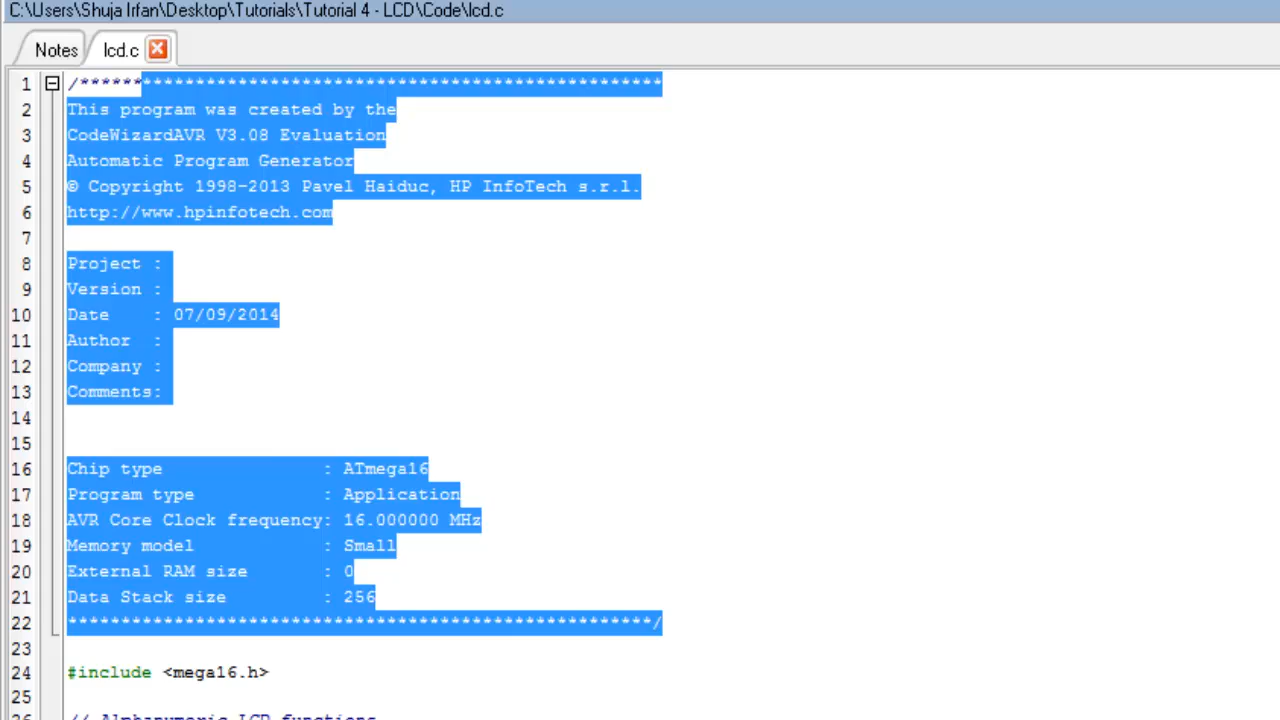 C:\Users\Shuja Irfan\Desktop\Tutorials\Tutorial 4 - LCD\Code\lcd.c
Notes lcd.c
1 /*******************************************************
2 This program was created by the
3 CodeWizardAVR V3.08 Evaluation
4 Automatic Program Generator
5 © Copyright 1998-2013 Pavel Haiduc, HP InfoTech s.r.l.
6 http://www.hpinfotech.com
7
8 Project :
9 Version :
10 Date    : 07/09/2014
11 Author  :
12 Company :
13 Comments:
14
15
16 Chip type               : ATmega16
17 Program type            : Application
18 AVR Core Clock frequency: 16.000000 MHz
19 Memory model            : Small
20 External RAM size       : 0
21 Data Stack size         : 256
22 *******************************************************/
23
24 #include <mega16.h>
25
26 // Alphanumeric LCD functions